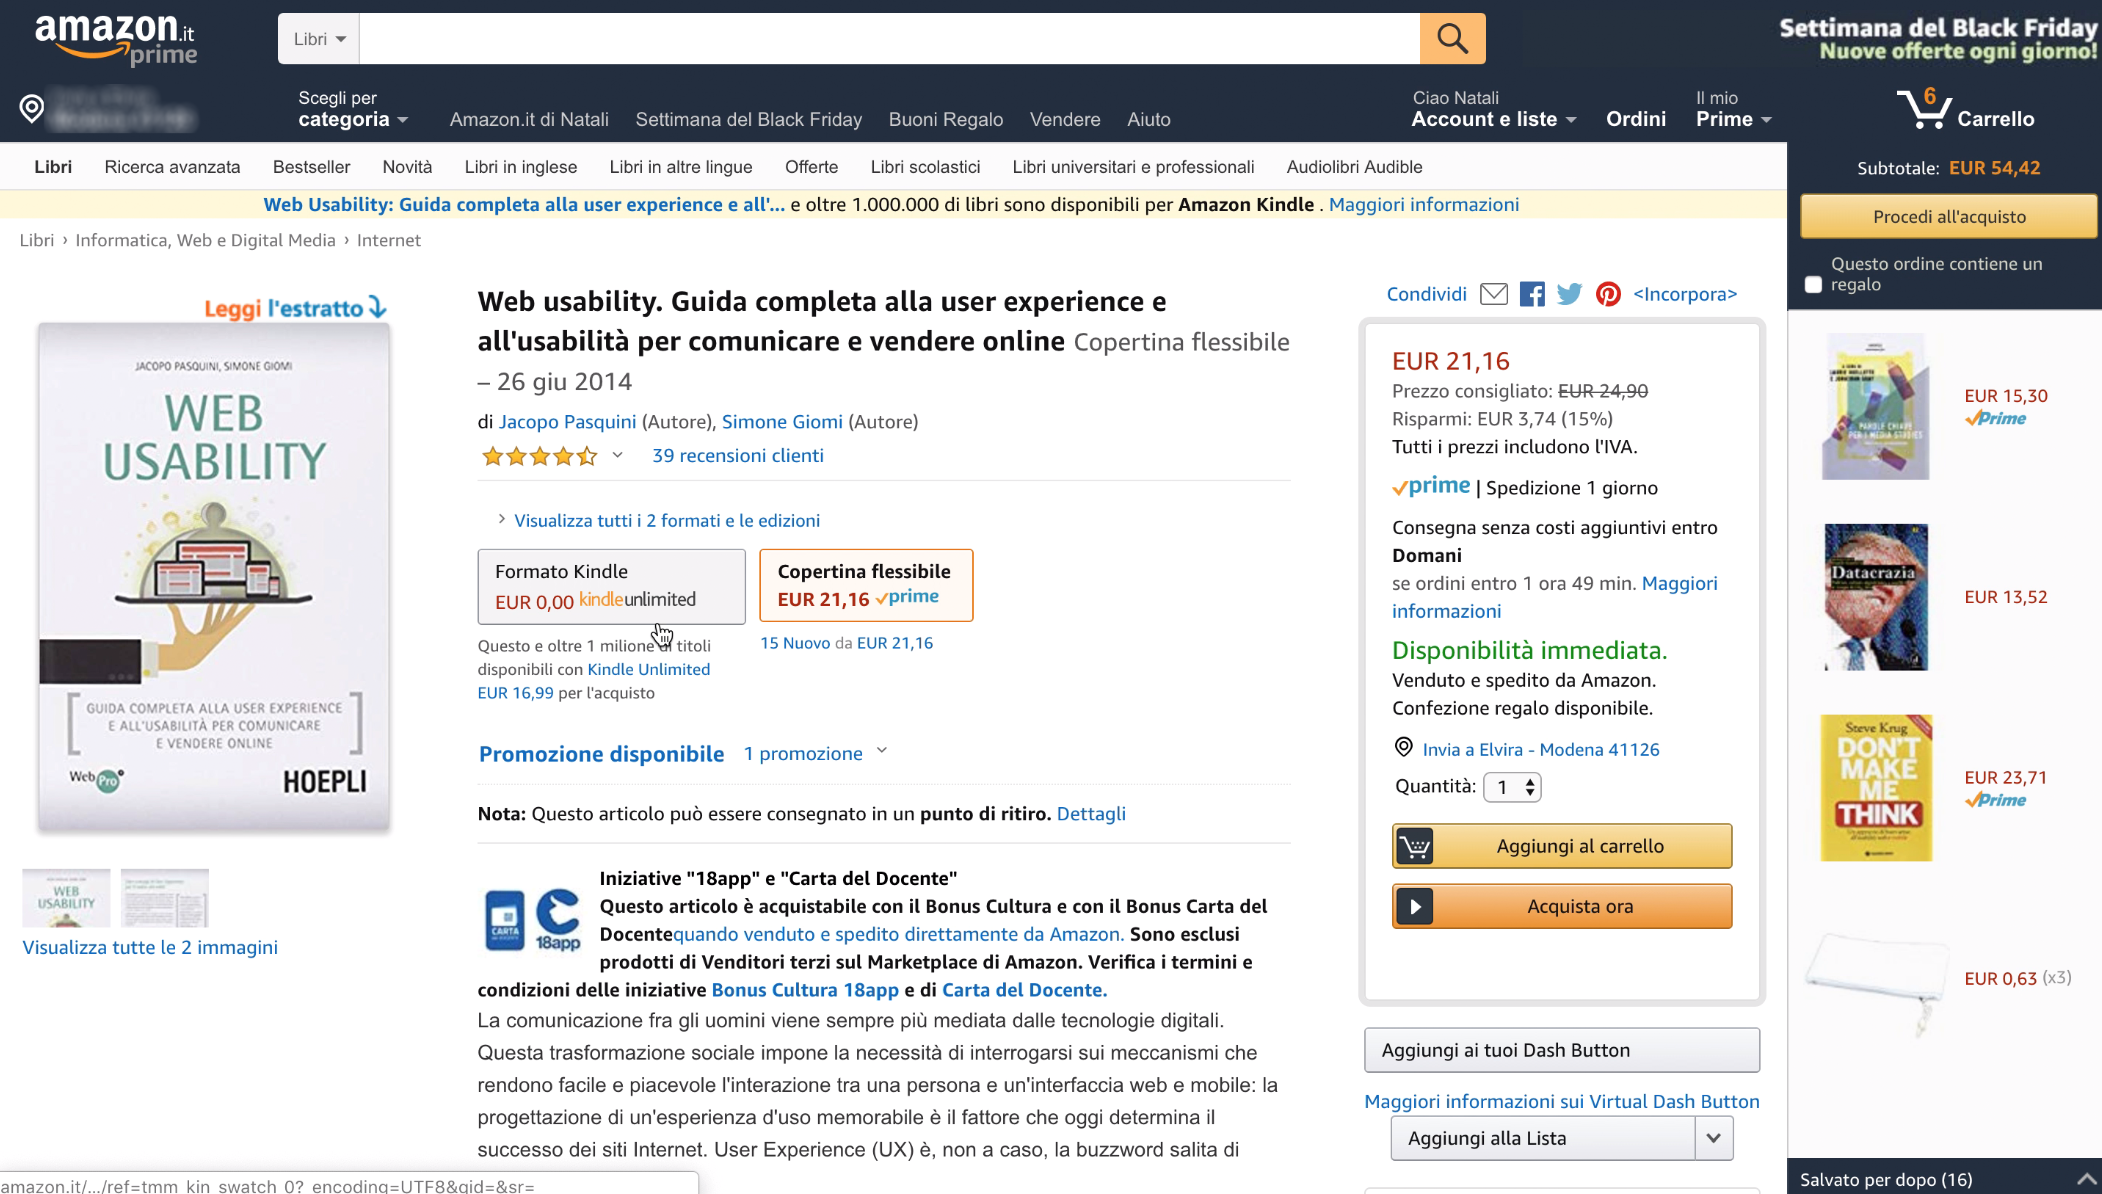 amazon.it
prime
Libri
Settimana del Black Friday
Nuove offerte ogni giorno!
Scegli per
categoria
Amazon.it di Natali
Settimana del Black Friday
Buoni Regalo
Vendere
Aiuto
Ciao Natali
Account e liste
Ordini
Il mio
Prime
6
Carrello
Libri
Ricerca avanzata
Bestseller
Novità
Libri in inglese
Libri in altre lingue
Offerte
Libri scolastici
Libri universitari e professionali
Audiolibri Audible
Web Usability: Guida completa alla user experience e all'... e oltre 1.000.000 di libri sono disponibili per Amazon Kindle . Maggiori informazioni
Libri › Informatica, Web e Digital Media › Internet
Leggi l'estratto
JACOPO PASQUINI, SIMONE GIOMI
WEB
USABILITY
GUIDA COMPLETA ALLA USER EXPERIENCE
E ALL'USABILITÀ PER COMUNICARE
E VENDERE ONLINE
Web Pro
HOEPLI
WEB
USABILITY
Visualizza tutte le 2 immagini
Web usability. Guida completa alla user experience e
all'usabilità per comunicare e vendere online Copertina flessibile
– 26 giu 2014
di Jacopo Pasquini (Autore), Simone Giomi (Autore)
39 recensioni clienti
› Visualizza tutti i 2 formati e le edizioni
Formato Kindle
EUR 0,00 kindleunlimited
Copertina flessibile
EUR 21,16 prime
Questo e oltre 1 milione di titoli
disponibili con Kindle Unlimited
EUR 16,99 per l'acquisto
15 Nuovo da EUR 21,16
Promozione disponibile 1 promozione
Nota: Questo articolo può essere consegnato in un punto di ritiro. Dettagli
CARTA
18app
Iniziative "18app" e "Carta del Docente"
Questo articolo è acquistabile con il Bonus Cultura e con il Bonus Carta del
Docentequando venduto e spedito direttamente da Amazon. Sono esclusi
prodotti di Venditori terzi sul Marketplace di Amazon. Verifica i termini e
condizioni delle iniziative Bonus Cultura 18app e di Carta del Docente.
La comunicazione fra gli uomini viene sempre più mediata dalle tecnologie digitali.
Questa trasformazione sociale impone la necessità di interrogarsi sui meccanismi che
rendono facile e piacevole l'interazione tra una persona e un'interfaccia web e mobile: la
progettazione di un'esperienza d'uso memorabile è il fattore che oggi determina il
successo dei siti Internet. User Experience (UX) è, non a caso, la buzzword salita di
amazon.it/.../ref=tmm_kin_swatch_0?_encoding=UTF8&qid=&sr=
Condividi
<Incorpora>
EUR 21,16
Prezzo consigliato: EUR 24,90
Risparmi: EUR 3,74 (15%)
Tutti i prezzi includono l'IVA.
prime | Spedizione 1 giorno
Consegna senza costi aggiuntivi entro
Domani
se ordini entro 1 ora 49 min. Maggiori
informazioni
Disponibilità immediata.
Venduto e spedito da Amazon.
Confezione regalo disponibile.
Invia a Elvira - Modena 41126
Quantità: 1
Aggiungi al carrello
Acquista ora
Aggiungi ai tuoi Dash Button
Maggiori informazioni sui Virtual Dash Button
Aggiungi alla Lista
Subtotale: EUR 54,42
Procedi all'acquisto
Questo ordine contiene un
regalo
PAROLE CHIAVE
PER I MEDIA STUDIES
EUR 15,30
Prime
Datacrazia
EUR 13,52
Steve Krug
DON'T
MAKE
ME
THINK
EUR 23,71
Prime
EUR 0,63 (x3)
Salvato per dopo (16)